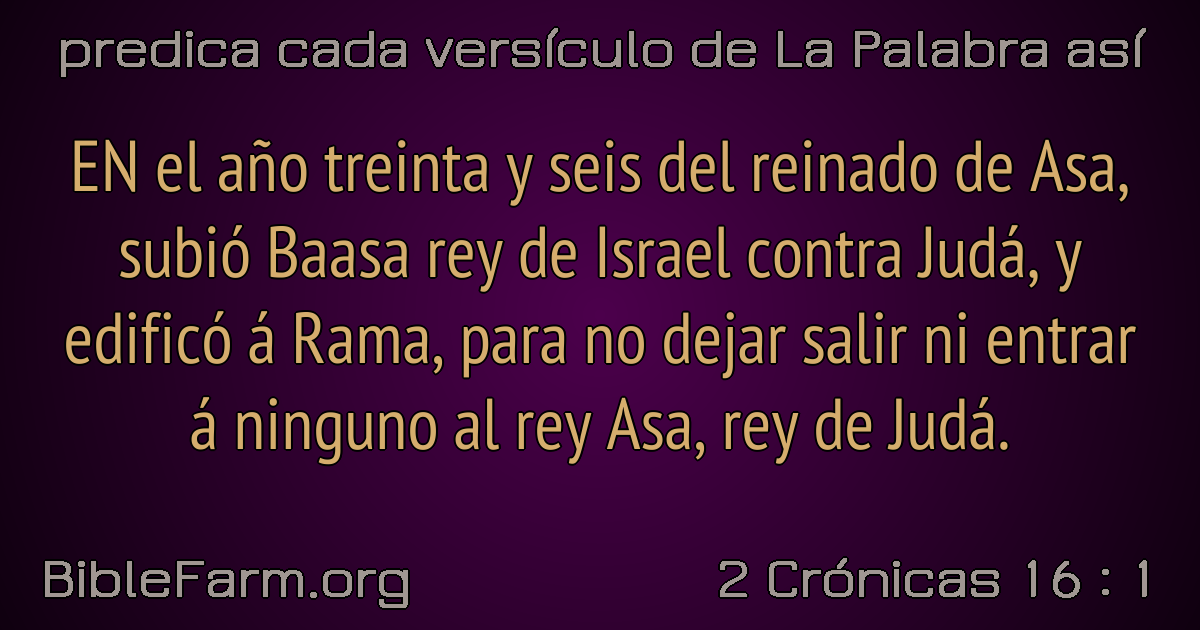 predica cada versículo de La Palabra así
EN el año treinta y seis del reinado de Asa,
subió Baasa rey de Israel contra Judá, y
edificó á Rama, para no dejar salir ni entrar
á ninguno al rey Asa, rey de Judá.
BibleFarm.org
2 Crónicas 16 : 1